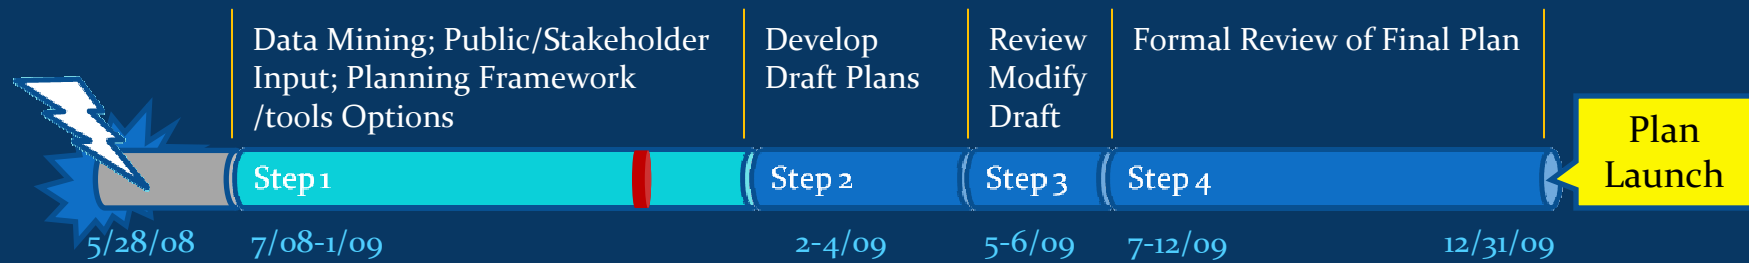 Data Mining; Public/Stakeholder
Input; Planning Framework
/tools Options
Develop
Draft Plans
Review
Modify
Draft
Formal Review of Final Plan
Plan
Launch
Step 1
Step 2
Step 3
Step 4
5/28/08
7/08-1/09
2-4/09
5-6/09
7-12/09
12/31/09